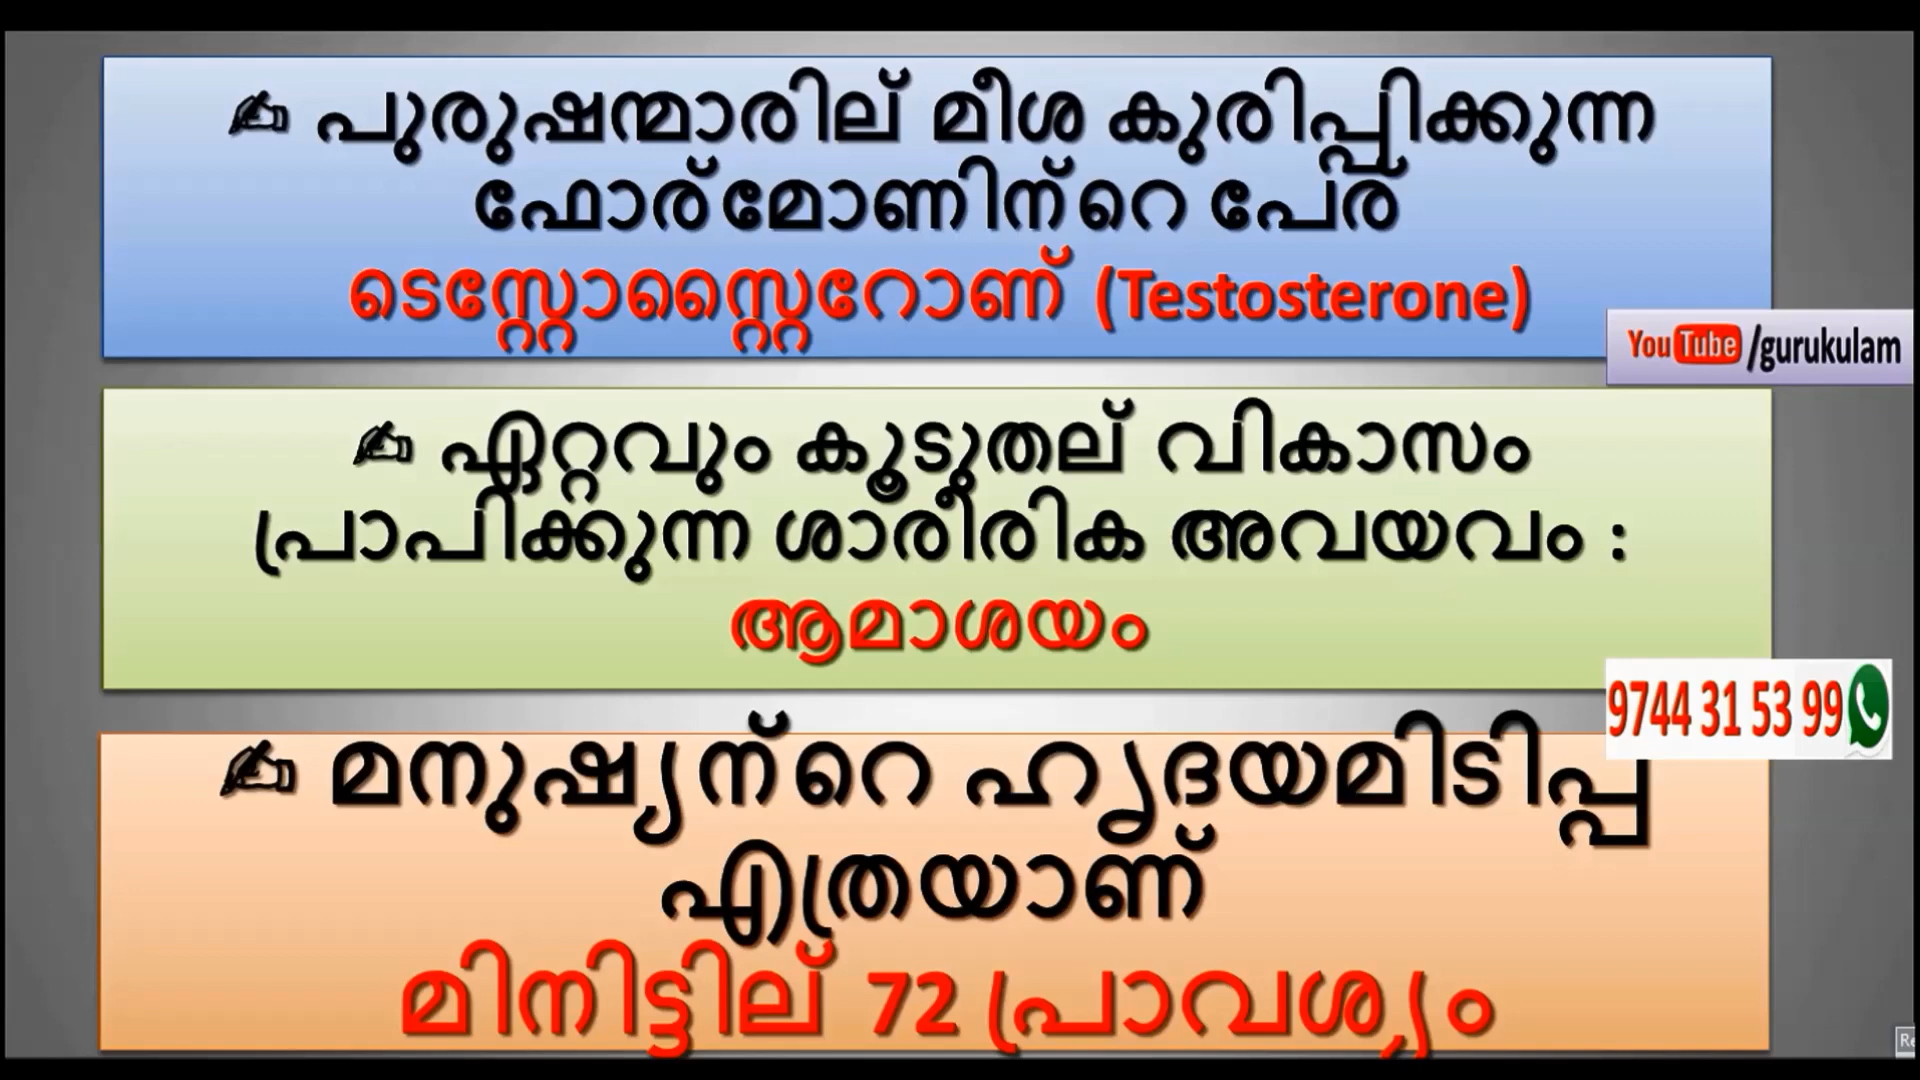 ✍ പുരുഷന്മാരില് മീശ കുരിപ്പിക്കുന്ന
ഫോര്മോണിന്റെ പേര്
ടെസ്റ്റോസ്റ്റൈറോണ് (Testosterone)
YouTube/gurukulam
✍ ഏറ്റവും കൂടുതല് വികാസം
പ്രാപിക്കുന്ന ശാരീരിക അവയവം :
ആമാശയം
9744 31 53 99
✍ മനുഷ്യന്റെ ഹൃദയമിടിപ്പ്
എത്രയാണ്
മിനിട്ടില് 72 പ്രാവശ്യം